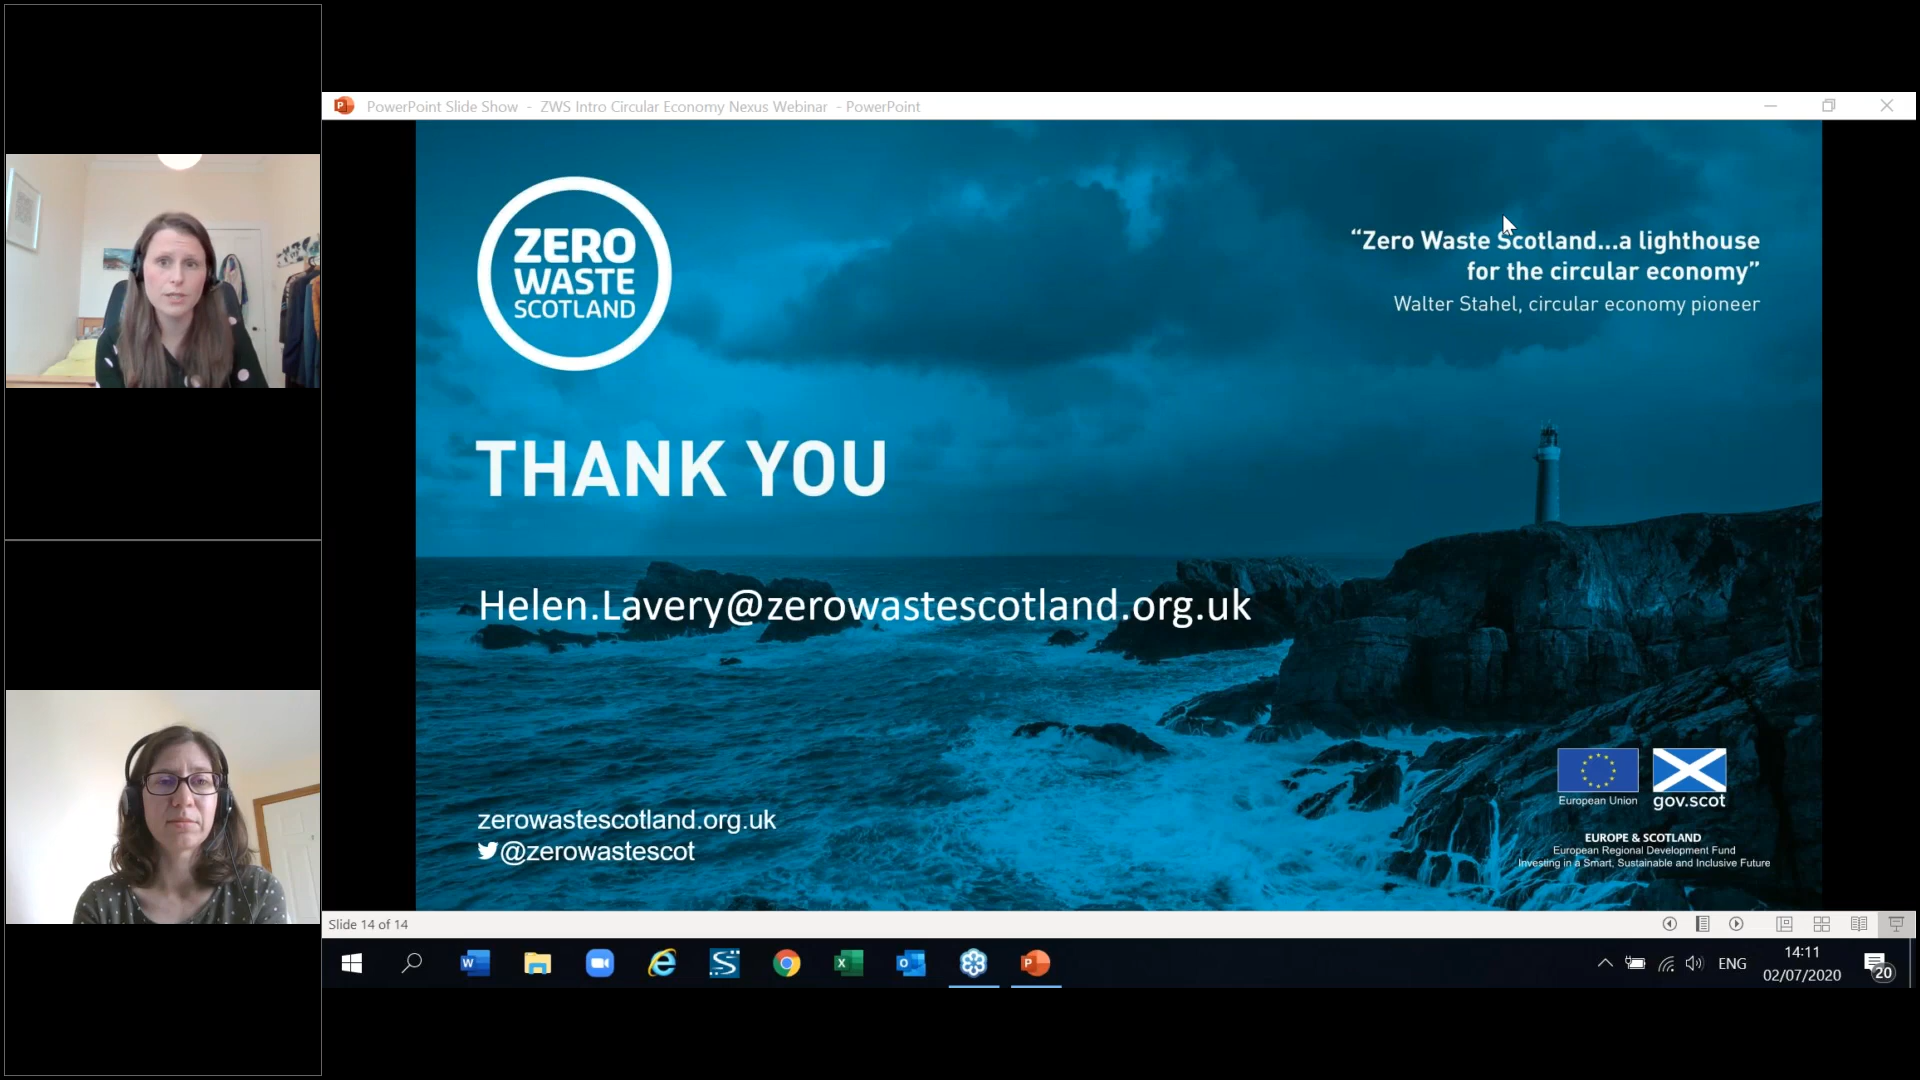 PowerPoint Slide Show - ZWS Intro Circular Economy Nexus Webinar - PowerPoint
ZERO
WASTE
SCOTLAND
“Zero Waste Scotland...a lighthouse
for the circular economy”
Walter Stahel, circular economy pioneer
THANK YOU
Helen.Lavery@zerowastescotland.org.uk
zerowastescotland.org.uk
@zerowastescot
European Union
gov.scot
EUROPE & SCOTLAND
European Regional Development Fund
Investing in a Smart, Sustainable and Inclusive Future
Slide 14 of 14
ENG
14:11
02/07/2020
20